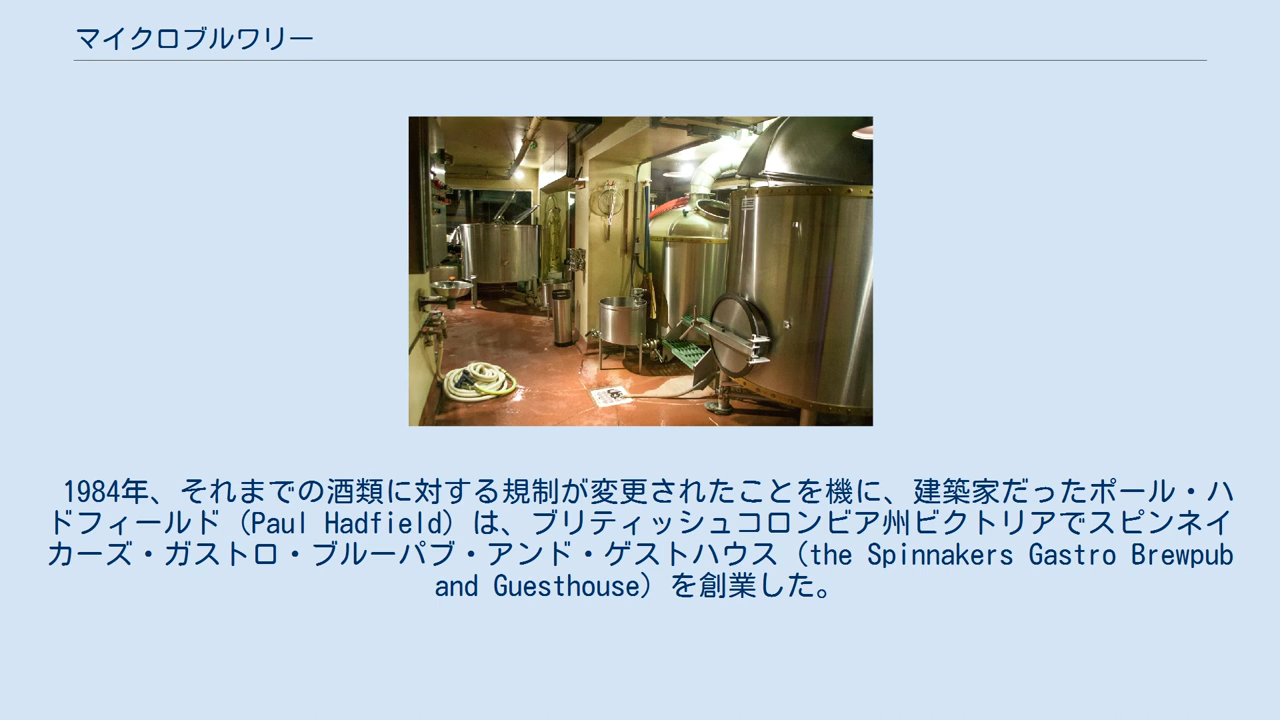 マイクロブルワリー
1984年、それまでの酒類に対する規制が変更されたことを機に、建築家だったポール・ハ
ドフィールド（Paul Hadfield）は、ブリティッシュコロンビア州ビクトリアでスピンネイ
カーズ・ガストロ・ブルーパブ・アンド・ゲストハウス（the Spinnakers Gastro Brewpub
and Guesthouse）を創業した。